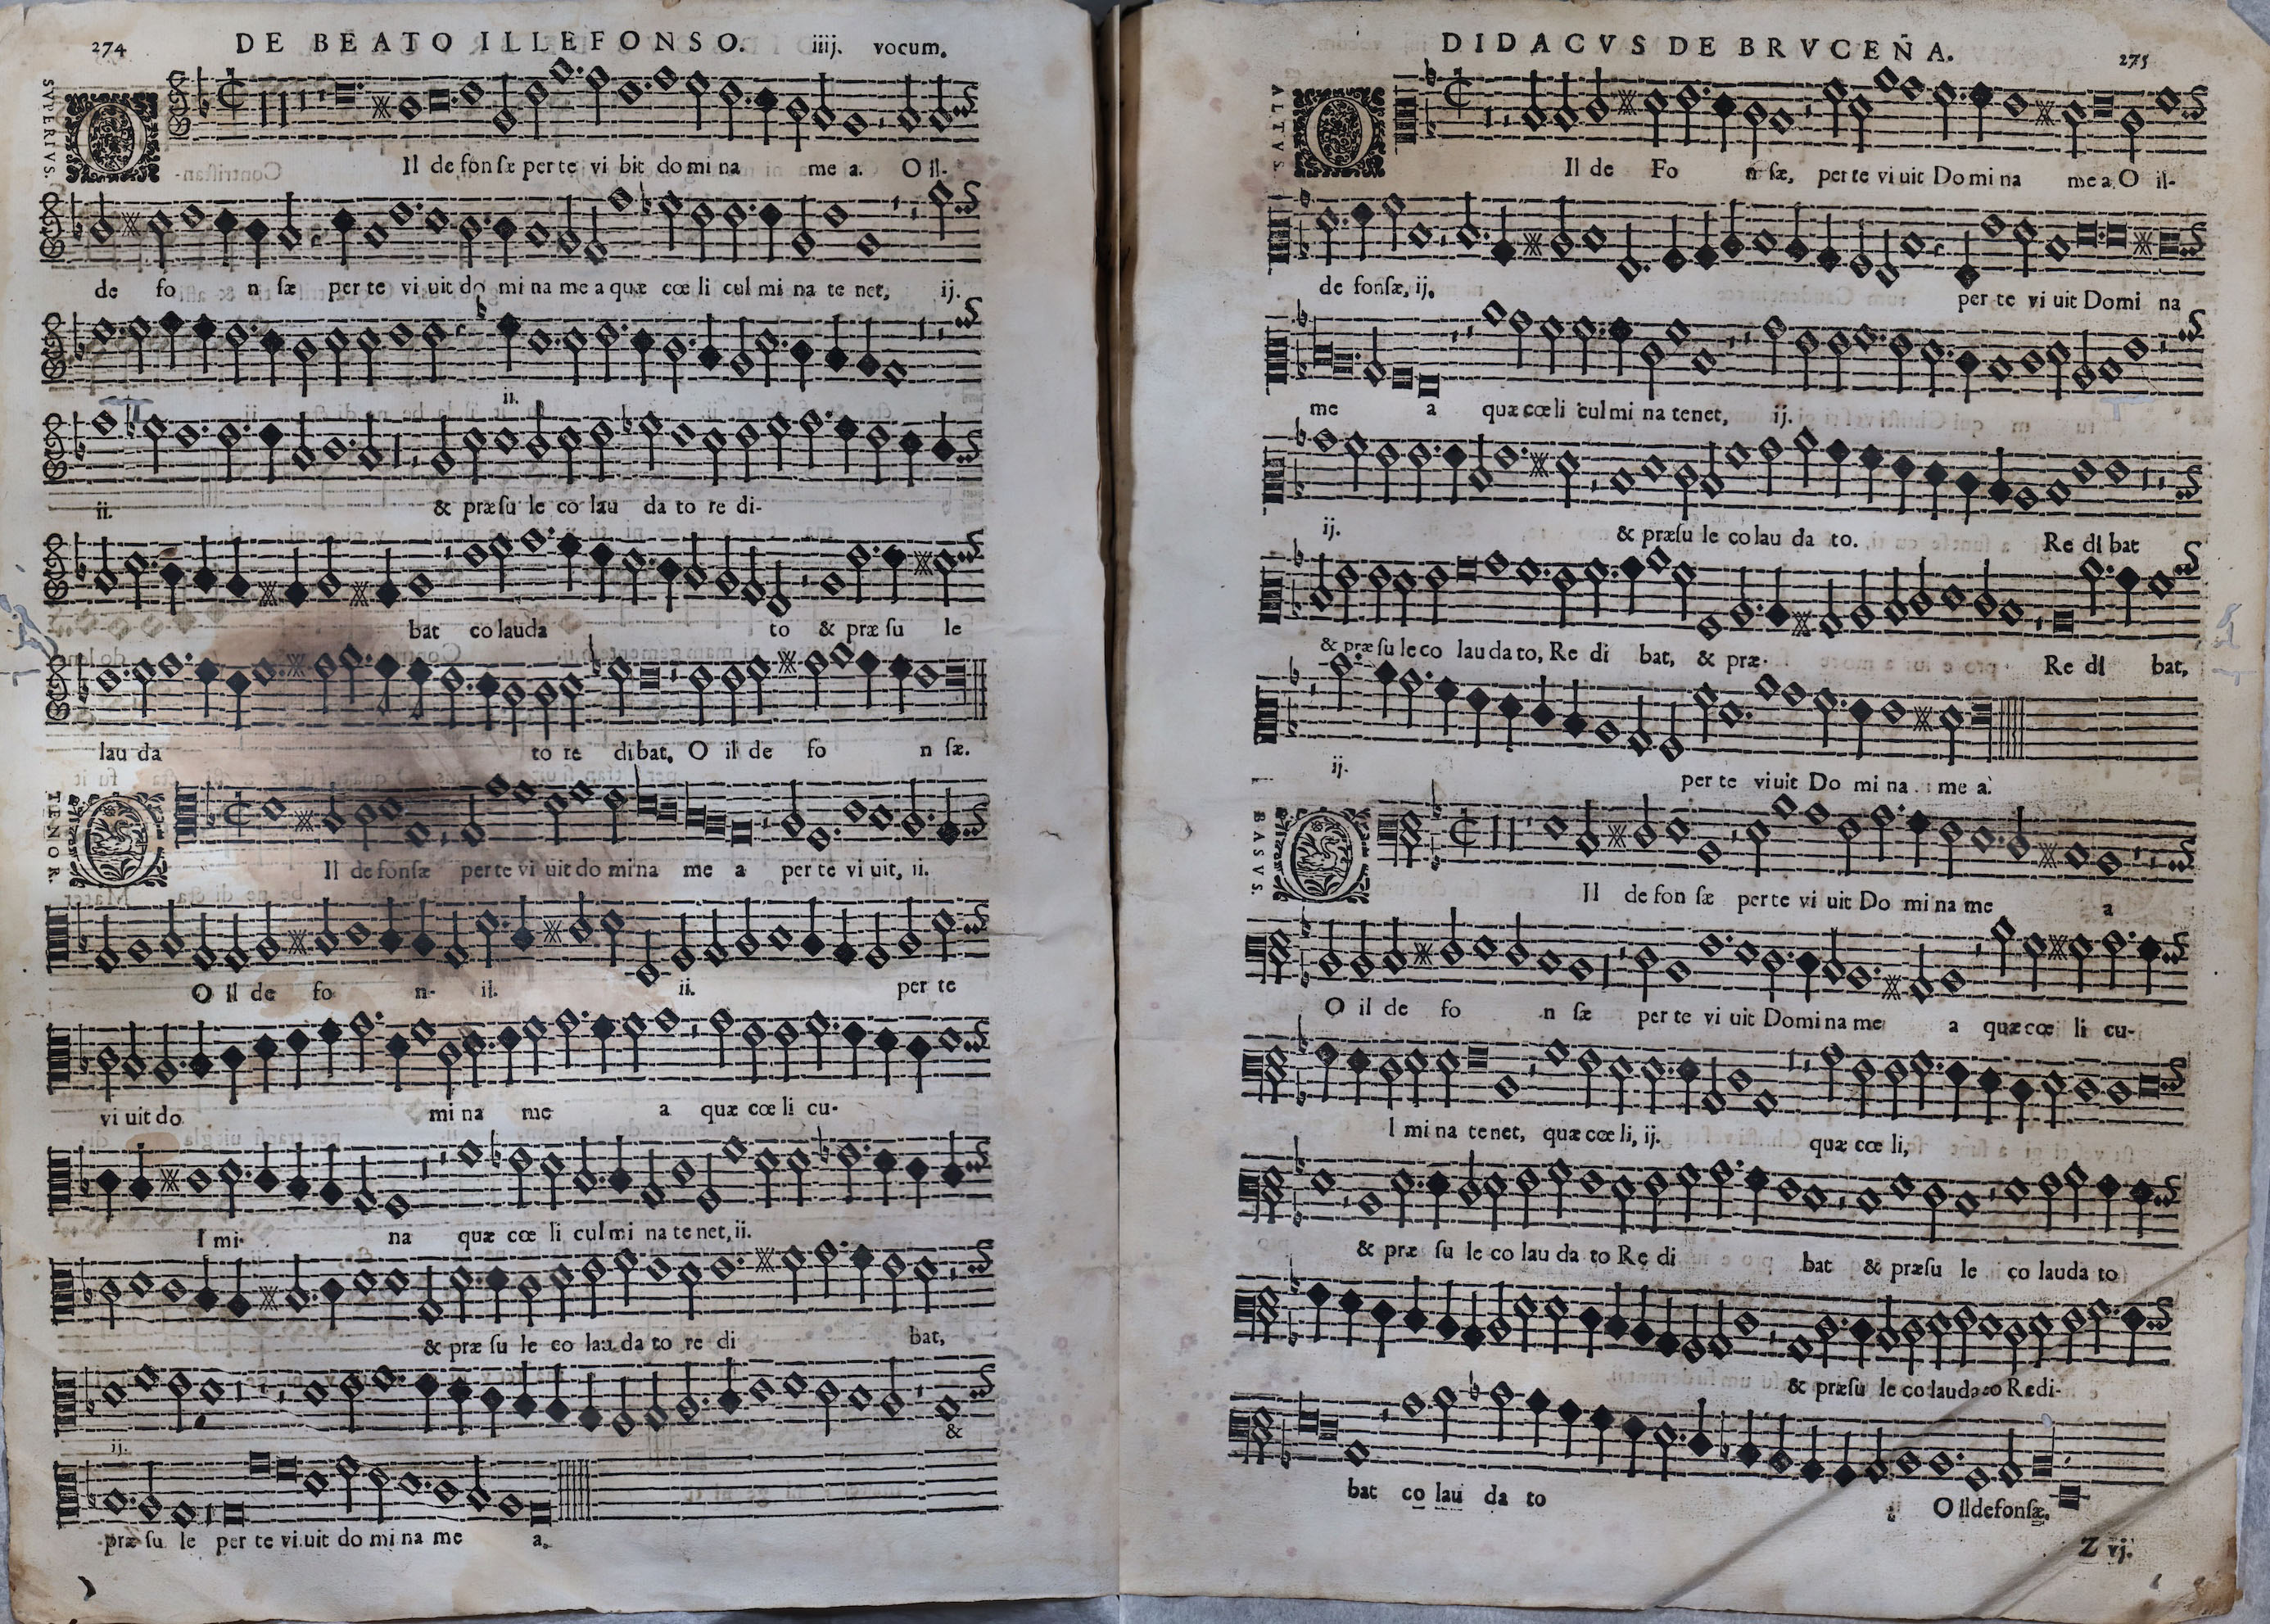 274 DE BEATO ILLEFONSO. iiij. vocum.
SVPERIVS.
O Il de fon sæ per te vi bit do mi na me a. O il-
de fo n sæ per te vi uit do mi na me a quæ cœ li cul mi na te net, ij.
ii.
ii. & præsu le co lau da to re di-
bat co lauda to & præ su le
lau da to re dibat, O il de fo n sæ.
TENOR.
O Il de fonsæ per te vi uit do mi na me a per te vi uit, ii.
O il de fo n- ii. ii. per te
vi uit do mi na me a quæ cœ li cu-
l mi- na quæ cœ li cul mi na te net, ii.
& præ su le co lau da to re di bat,
ij. &
præ su le per te vi uit do mi na me a.
DIDACVS DE BRVCEÑA. 275
ALTVS.
O Il de Fo n sæ, per te vi uit Do mi na me a O il-
de fonsæ, ij. per te vi uit Domi na
me a quæ cœ li cul mi na tenet, ij.
ij. & præsu le colau da to. Re di bat
& præ su le co lau da to, Re di bat, & præ- Re di bat,
ij. per te viuit Do mi na me a.
BASVS.
O Il de fon sæ per te vi uit Do mi na me a
O il de fo n sæ per te vi uit Do mi na me a quæ cœ li cu-
l mi na tenet, quæ cœ li, ij. quæ cœ li,
& præ su le co lau da to Re di bat & præsu le co lauda to
& præsu le co lauda to Redi-
bat co lau da to O Ildefonsæ.
Z vj.